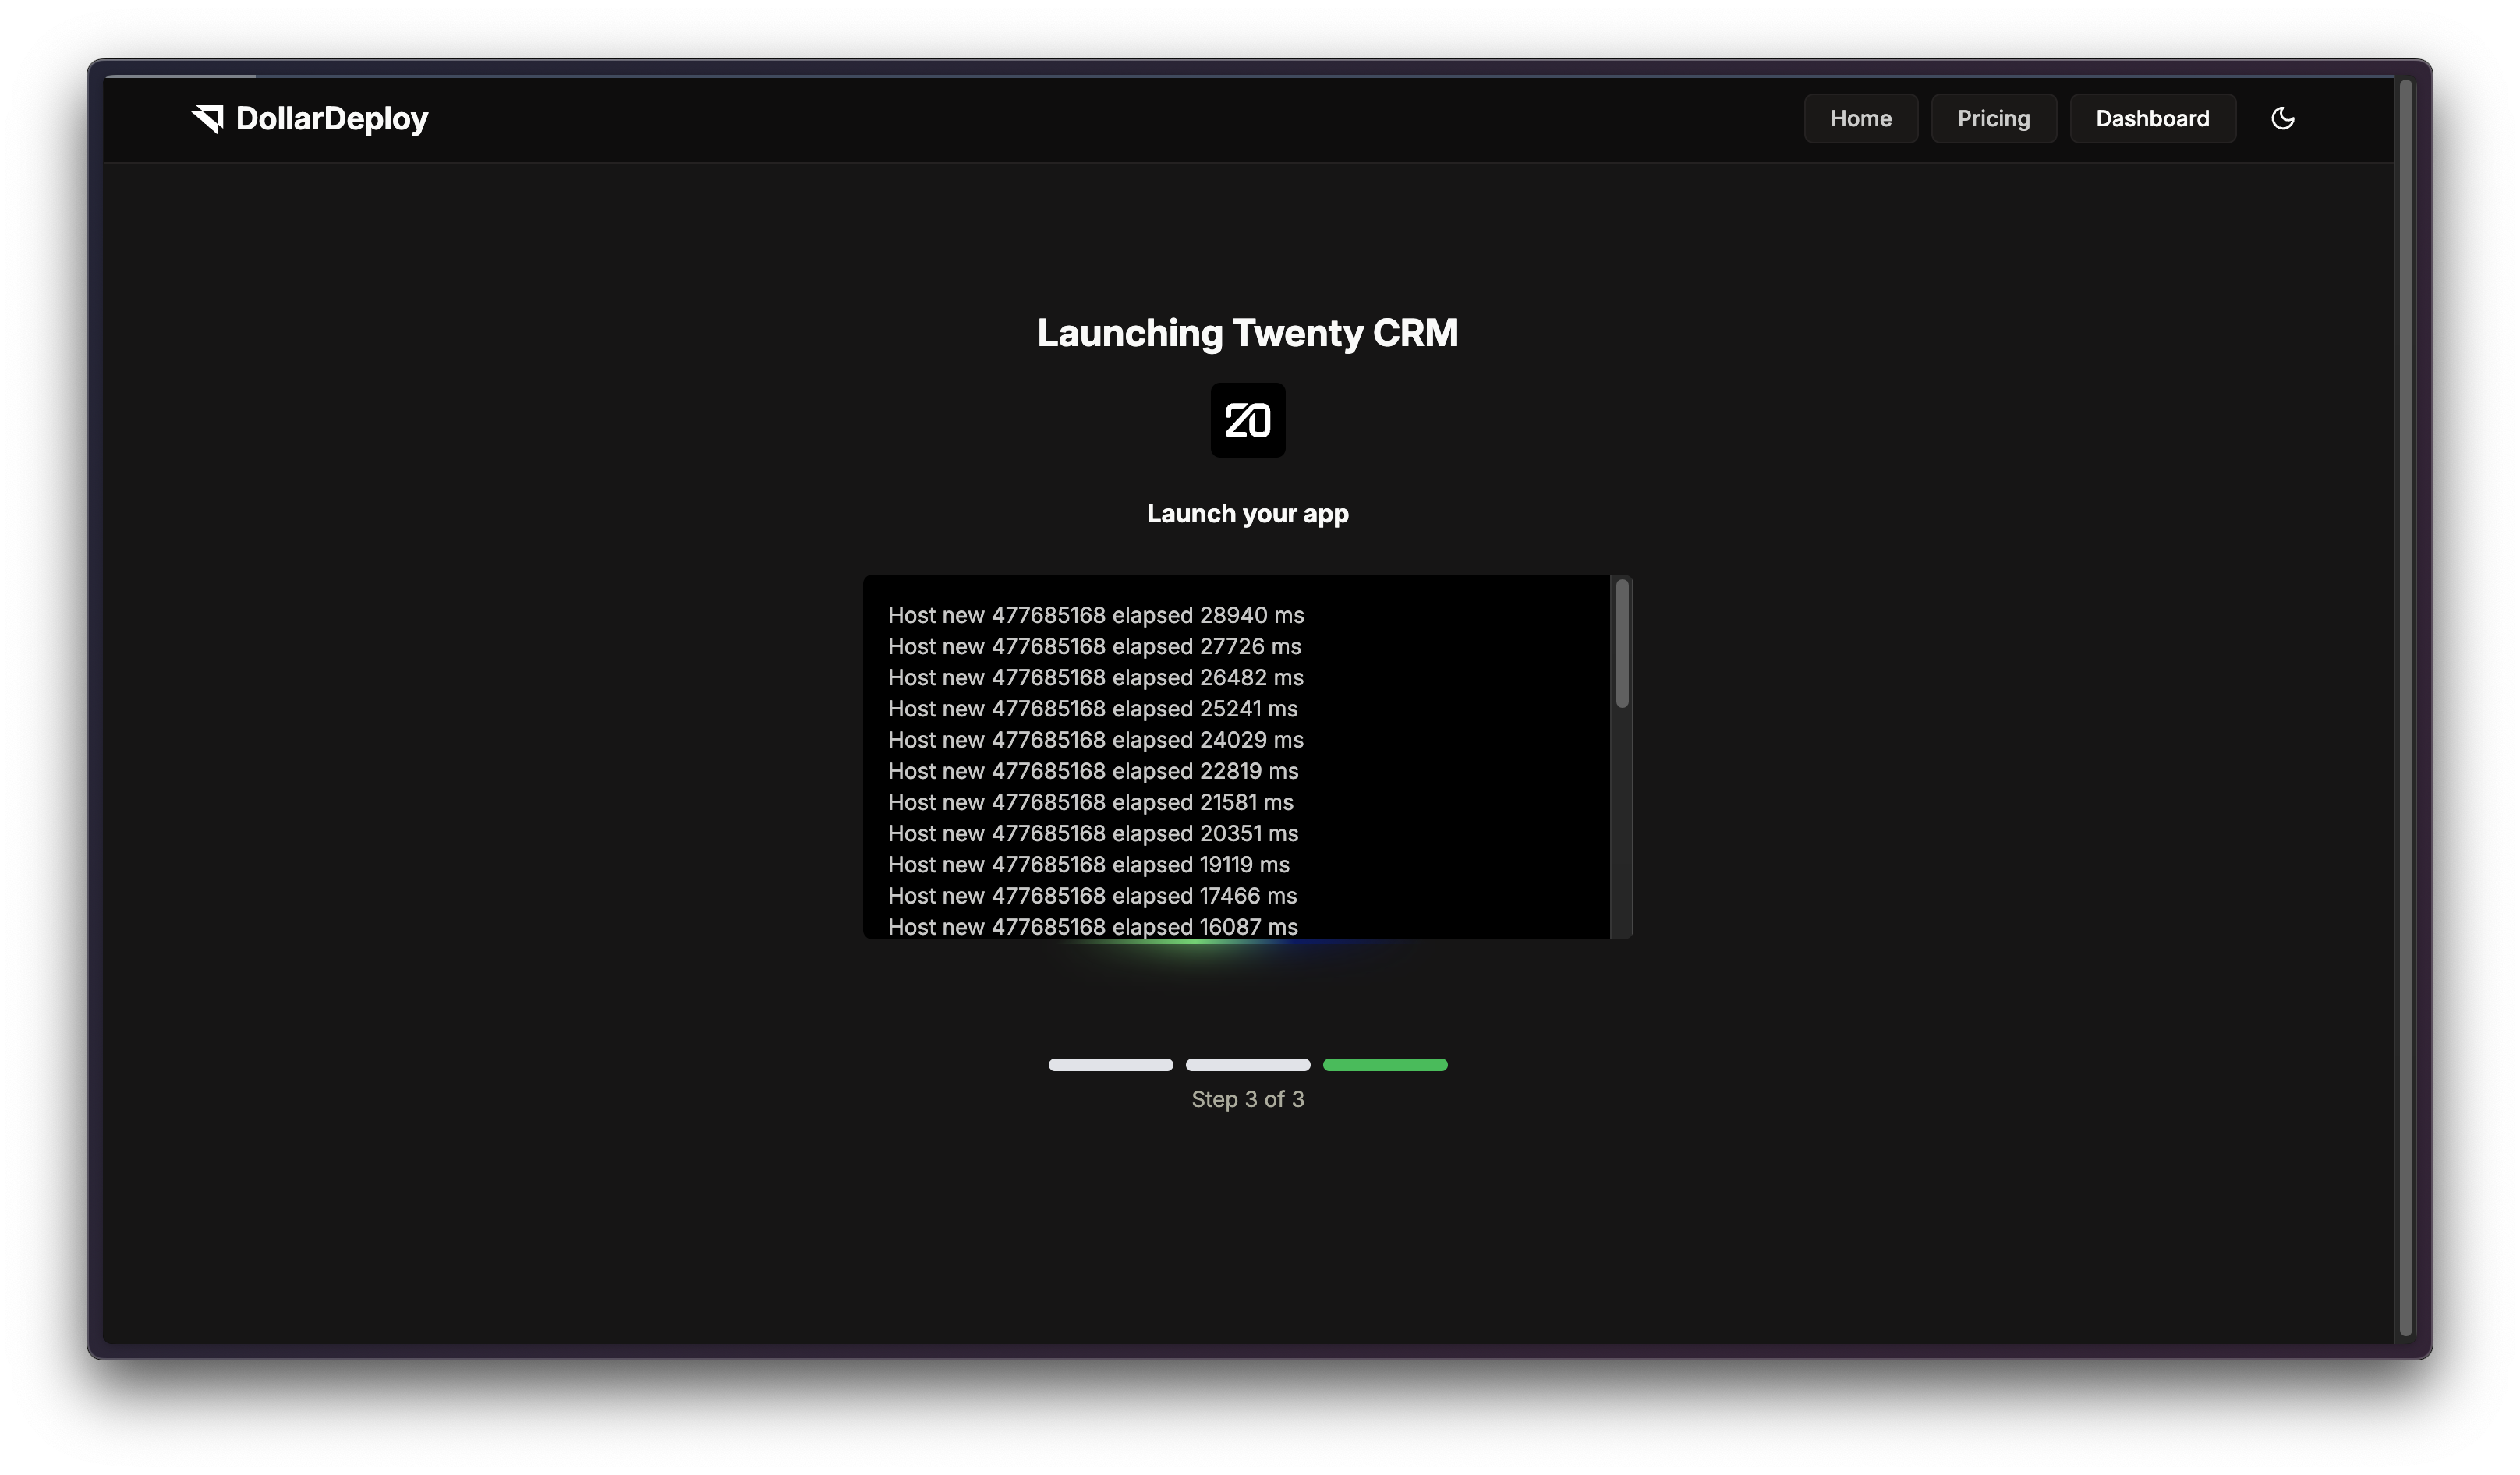 DollarDeploy
Home
Pricing
Dashboard
Launching Twenty CRM
20
Launch your app
Host new 477685168 elapsed 28940 ms
Host new 477685168 elapsed 27726 ms
Host new 477685168 elapsed 26482 ms
Host new 477685168 elapsed 25241 ms
Host new 477685168 elapsed 24029 ms
Host new 477685168 elapsed 22819 ms
Host new 477685168 elapsed 21581 ms
Host new 477685168 elapsed 20351 ms
Host new 477685168 elapsed 19119 ms
Host new 477685168 elapsed 17466 ms
Host new 477685168 elapsed 16087 ms
Step 3 of 3